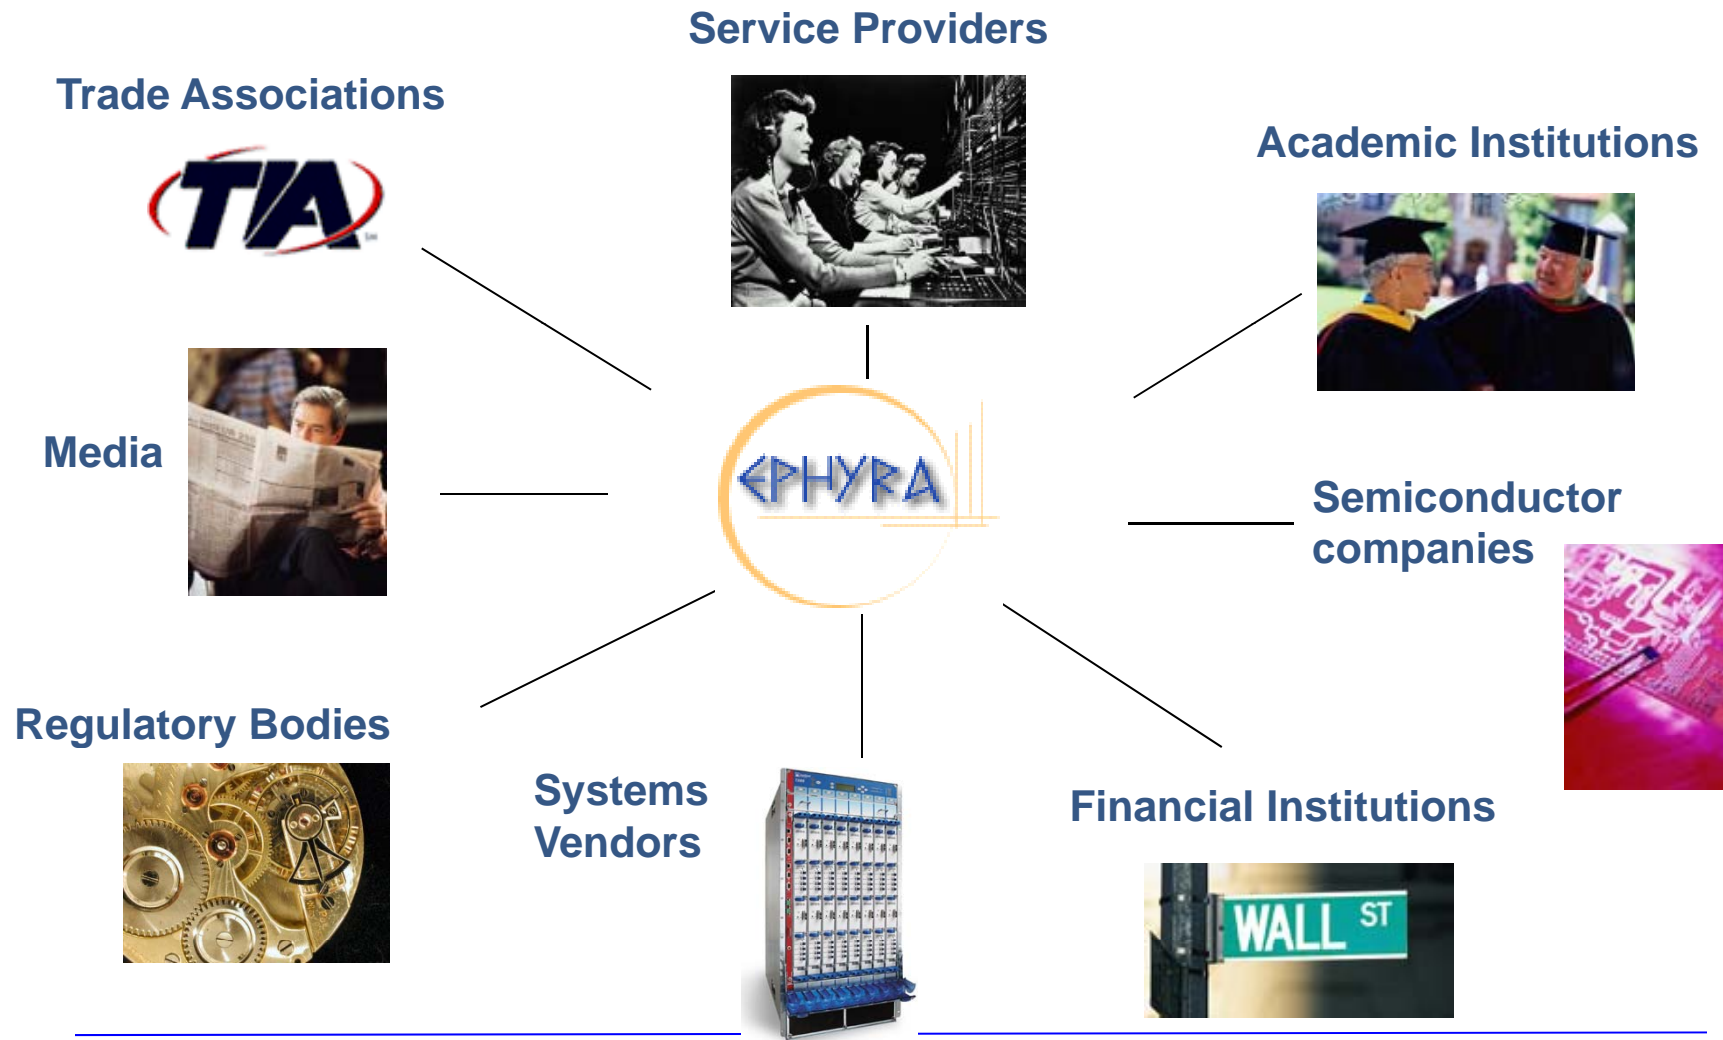 Service Providers
Trade Associations
TIA
Academic Institutions
Media
EPHYRA
Semiconductor
companies
Regulatory Bodies
Systems
Vendors
Financial Institutions
WALL ST